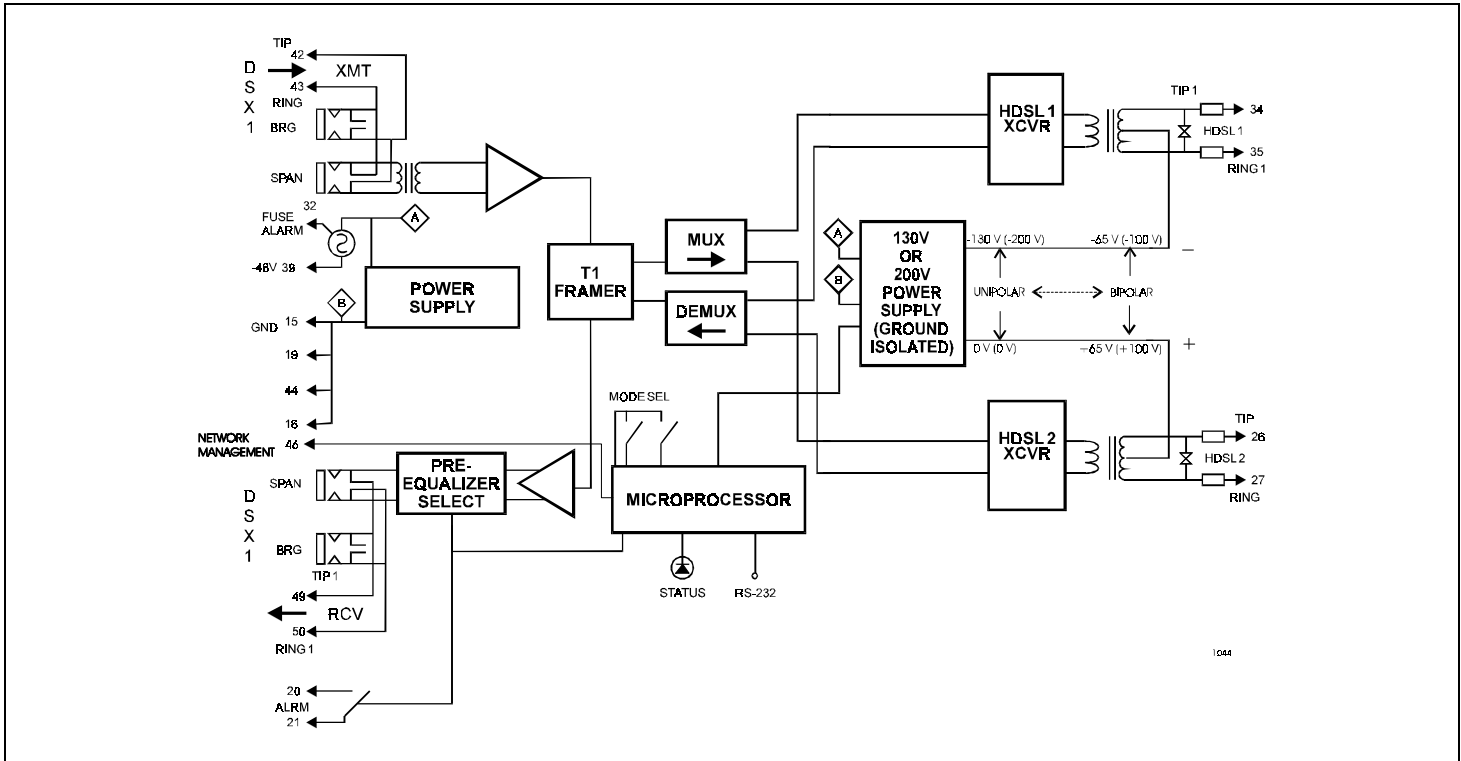 TIP
42
DSX1
XMT
43
RING
BRG
SPAN
32
FUSE
ALARM
A
-48V 39
POWER
SUPPLY
B
GND 15
19
44
18
NETWORK
MANAGEMENT
46
SPAN
DSX1
BRG
TIP 1
49
RCV
50
RING 1
20
ALRM
21
PRE-
EQUALIZER
SELECT
T1
FRAMER
MUX
DEMUX
MODE SEL
MICROPROCESSOR
STATUS
RS-232
A
B
130V
OR
200V
POWER
SUPPLY
(GROUND
ISOLATED)
HDSL 1
XCVR
TIP 1
34
HDSL 1
35
RING 1
-130 V (-200 V)
-65 V (-100 V)
–
UNIPOLAR
BIPOLAR
0 V (0 V)
+65 V (+100 V)
+
HDSL 2
XCVR
TIP
26
HDSL 2
27
RING
1044